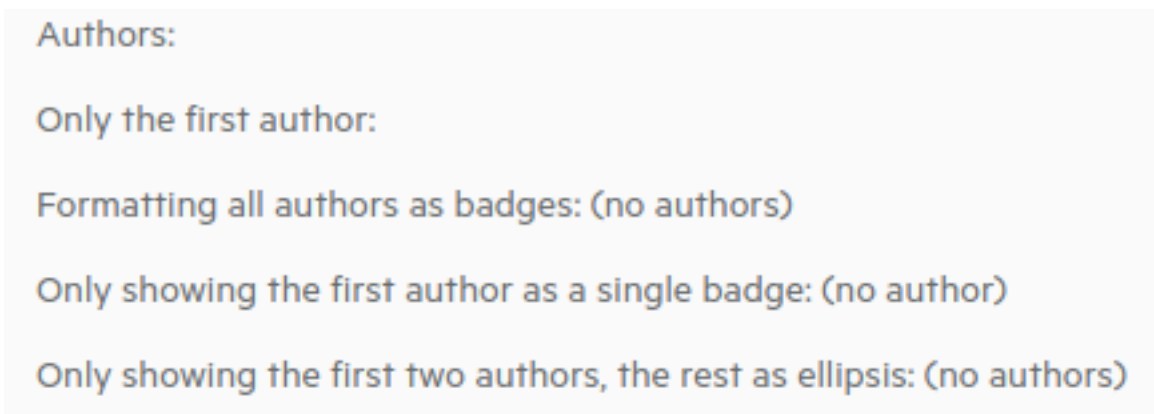 Authors:
Only the first author:
Formatting all authors as badges: (no authors)
Only showing the first author as a single badge: (no author)
Only showing the first two authors, the rest as ellipsis: (no authors)